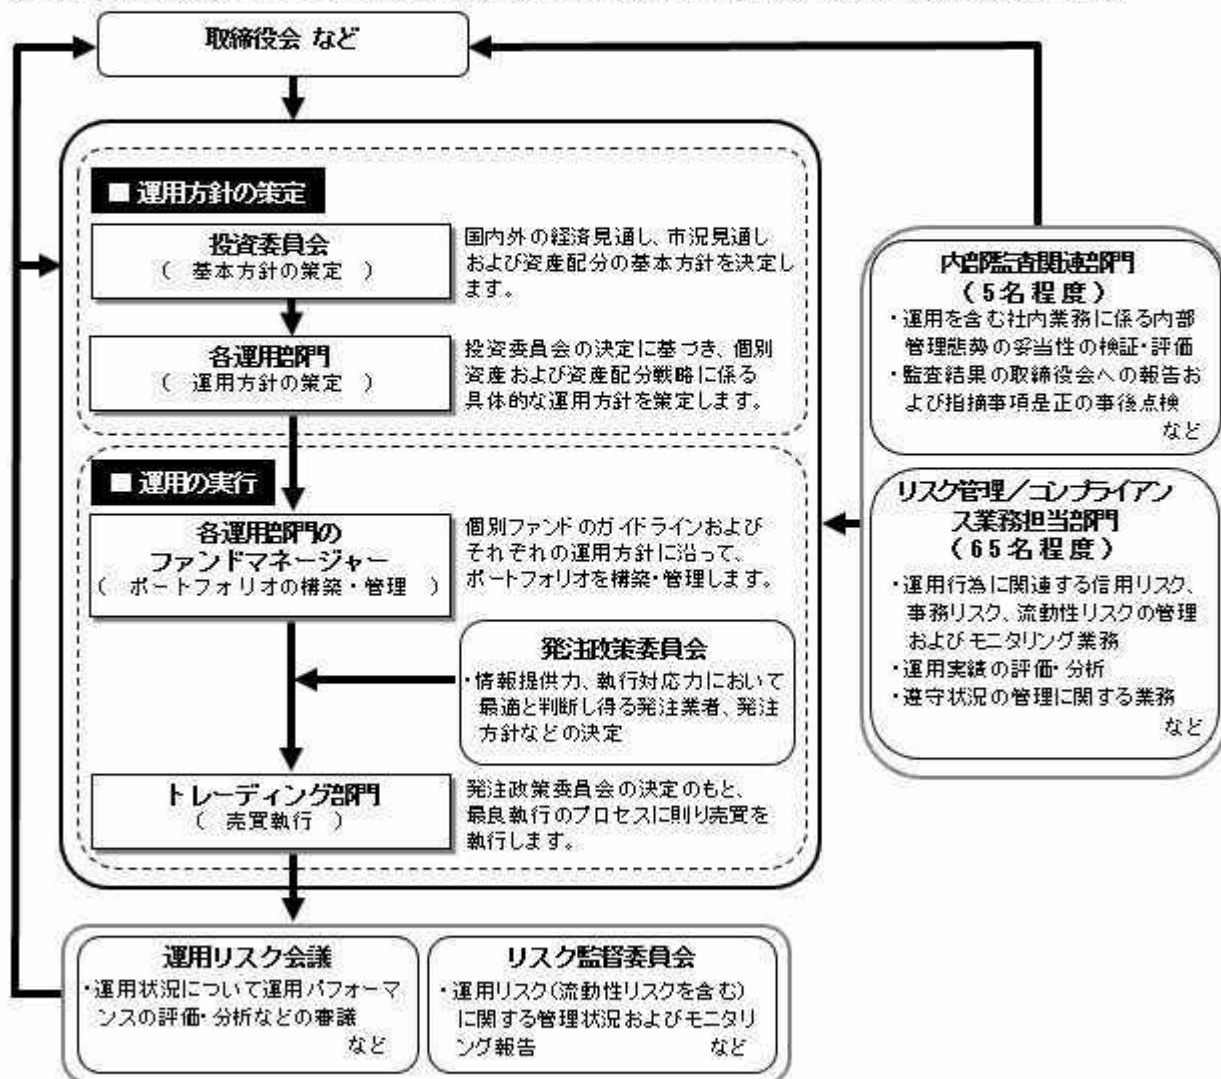 取締役会 など
■ 運用方針の策定
投資委員会
( 基本方針の策定 )
国内外の経済見通し、市況見通し
および資産配分の基本方針を決定し
ます。
各運用部門
( 運用方針の策定 )
投資委員会の決定に基づき、個別
資産および資産配分戦略に係る
具体的な運用方針を策定します。
■ 運用の実行
各運用部門の
ファンドマネージャー
( ポートフォリオの構築・管理 )
個別ファンドのガイドラインおよび
それぞれの運用方針に沿って、
ポートフォリオを構築・管理します。
発注政策委員会
・情報提供力、執行対応力において
最適と判断し得る発注業者、発注
方針などの決定
トレーディング部門
( 売買執行 )
発注政策委員会の決定のもと、
最良執行のプロセスに則り売買を
執行します。
内部監査関連部門
(5名程度)
・運用を含む社内業務に係る内部
管理態勢の妥当性の検証・評価
・監査結果の取締役会への報告お
よび指摘事項是正の事後点検
など
リスク管理/コンプライアン
ス業務担当部門
(65名程度)
・運用行為に関連する信用リスク、
事務リスク、流動性リスクの管理
およびモニタリング業務
・運用実績の評価・分析
・遵守状況の管理に関する業務
など
運用リスク会議
・運用状況について運用パフォーマ
ンスの評価・分析などの審議
など
リスク監督委員会
・運用リスク(流動性リスクを含む)
に関する管理状況およびモニタリ
ング報告 など